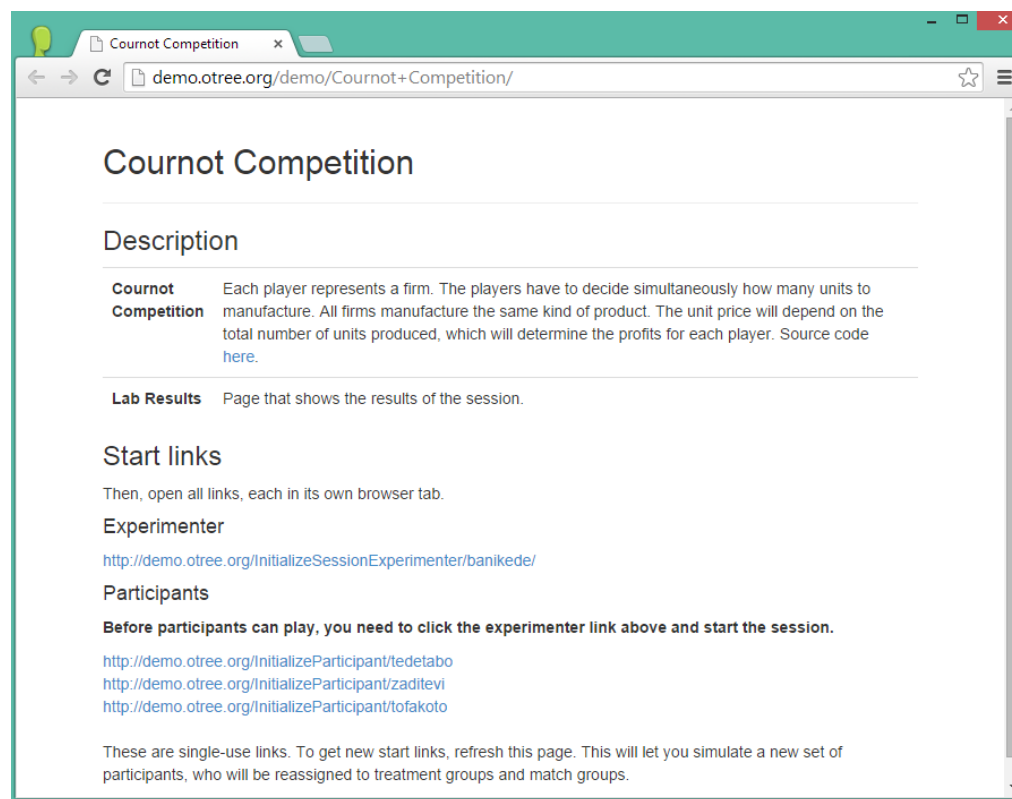 Cournot Competition
demo.otree.org/demo/Cournot+Competition/
Cournot Competition
Description
Cournot Competition
Each player represents a firm. The players have to decide simultaneously how many units to
manufacture. All firms manufacture the same kind of product. The unit price will depend on the
total number of units produced, which will determine the profits for each player. Source code
here.
Lab Results
Page that shows the results of the session.
Start links
Then, open all links, each in its own browser tab.
Experimenter
http://demo.otree.org/InitializeSessionExperimenter/banikede/
Participants
Before participants can play, you need to click the experimenter link above and start the session.
http://demo.otree.org/InitializeParticipant/tedetabo
http://demo.otree.org/InitializeParticipant/zaditevi
http://demo.otree.org/InitializeParticipant/tofakoto
These are single-use links. To get new start links, refresh this page. This will let you simulate a new set of
participants, who will be reassigned to treatment groups and match groups.